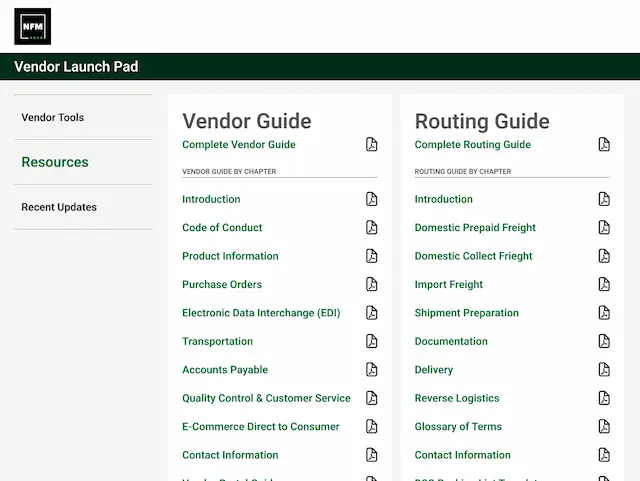 NFM
Vendor Launch Pad
Vendor Tools
Resources
Recent Updates
Vendor Guide
Complete Vendor Guide
VENDOR GUIDE BY CHAPTER
Introduction
Code of Conduct
Product Information
Purchase Orders
Electronic Data Interchange (EDI)
Transportation
Accounts Payable
Quality Control & Customer Service
E-Commerce Direct to Consumer
Contact Information
Routing Guide
Complete Routing Guide
ROUTING GUIDE BY CHAPTER
Introduction
Domestic Prepaid Freight
Domestic Collect Frieght
Import Freight
Shipment Preparation
Documentation
Delivery
Reverse Logistics
Glossary of Terms
Contact Information